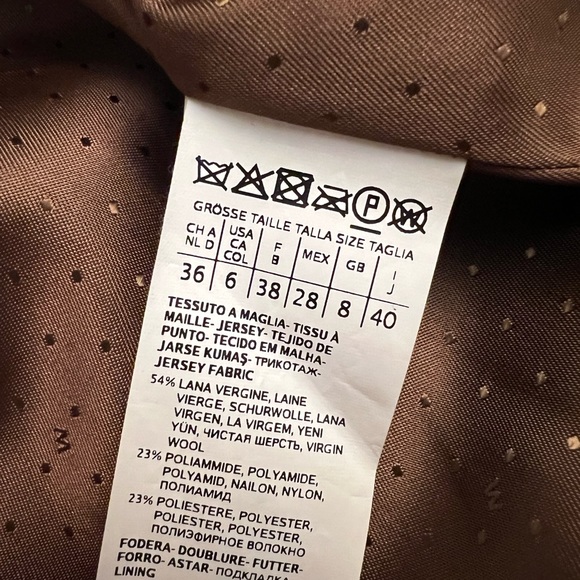 P W
GRÖSSE TAILLE TALLA SIZE TAGLIA
CH A NL D USA CA COL F B MEX GB I J
36 6 38 28 8 40
TESSUTO A MAGLIA- TISSU À
MAILLE- JERSEY- TEJIDO DE
PUNTO- TECIDO EM MALHA-
JARSE KUMAŞ- ТРИКОТАЖ-
JERSEY FABRIC
54% LANA VERGINE, LAINE
VIERGE, SCHURWOLLE, LANA
VIRGEN, LA VIRGEM, YENI
YÜN, ЧИСТАЯ ШЕРСТЬ, VIRGIN
WOOL
23% POLIAMMIDE, POLYAMIDE,
POLYAMID, NAILON, NYLON,
ПОЛИАМИД
23% POLIESTERE, POLYESTER,
POLIESTER, POLYESTER,
ПОЛИЭФИРНОЕ ВОЛОКНО
FODERA- DOUBLURE- FUTTER-
FORRO- ASTAR- ПОДКЛАДКА-
LINING